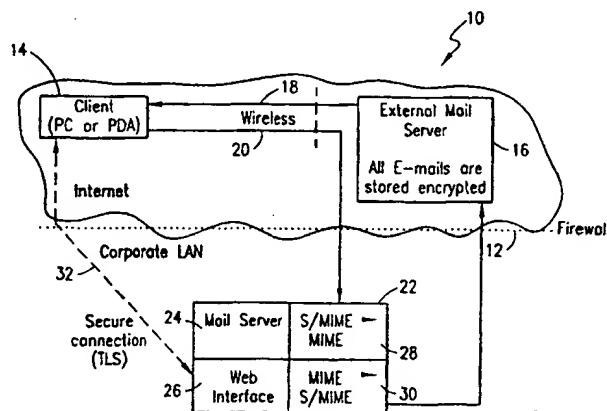 10
14
Client
(PC or PDA)
18
Wireless
20
External Mail
Server
All E-mails are
stored encrypted
16
Internet
Firewal
12
Corporate LAN
32
Secure
connection
(TLS)
22
24
Mail Server
S/MIME
MIME
28
26
Web
Interface
MIME
S/MIME
30